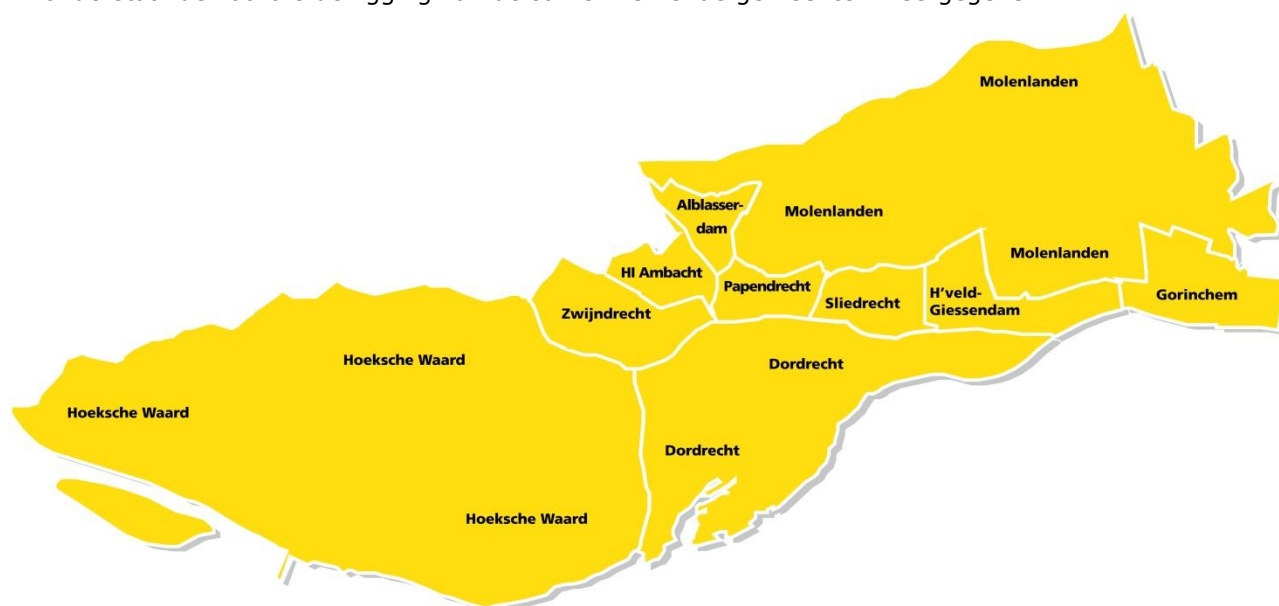 Molenlanden
Alblasser-
dam
Molenlanden
Molenlanden
Hl Ambacht
Papendrecht
Sliedrecht
H'veld-
Giessendam
Gorinchem
Zwijndrecht
Hoeksche Waard
Dordrecht
Hoeksche Waard
Dordrecht
Hoeksche Waard